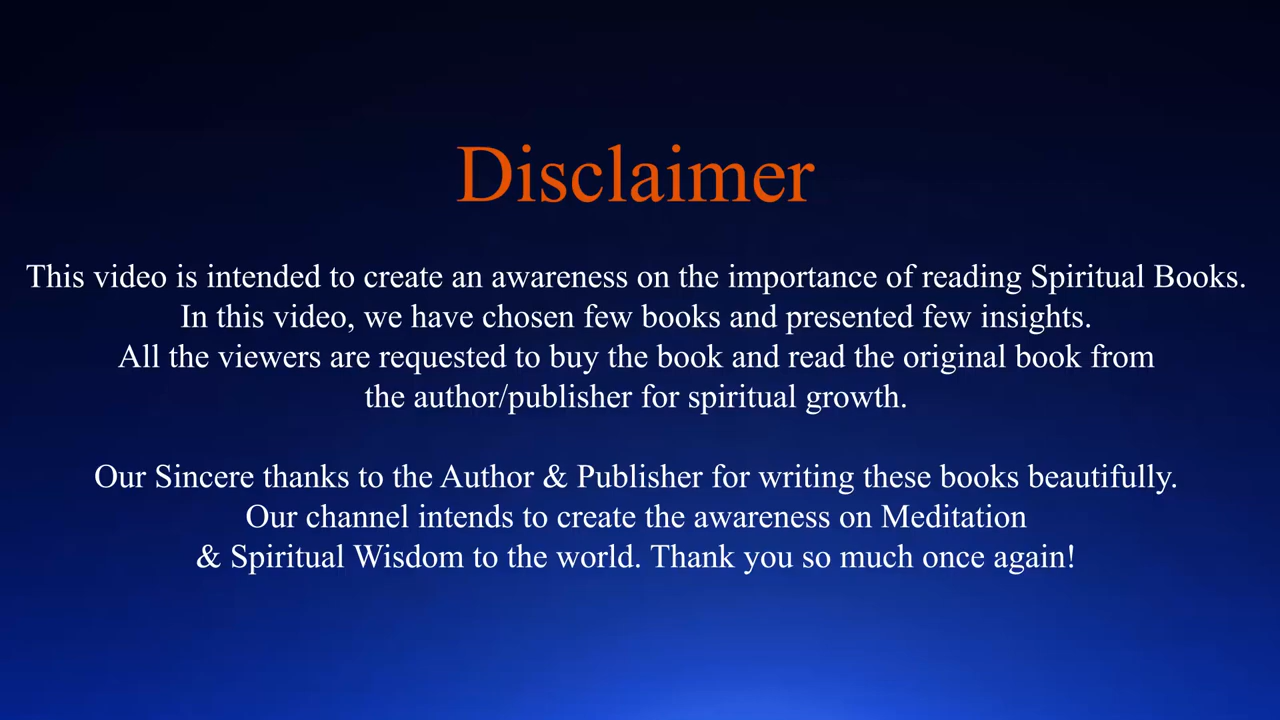 Disclaimer
This video is intended to create an awareness on the importance of reading Spiritual Books.
In this video, we have chosen few books and presented few insights.
All the viewers are requested to buy the book and read the original book from
the author/publisher for spiritual growth.
Our Sincere thanks to the Author & Publisher for writing these books beautifully.
Our channel intends to create the awareness on Meditation
& Spiritual Wisdom to the world. Thank you so much once again!